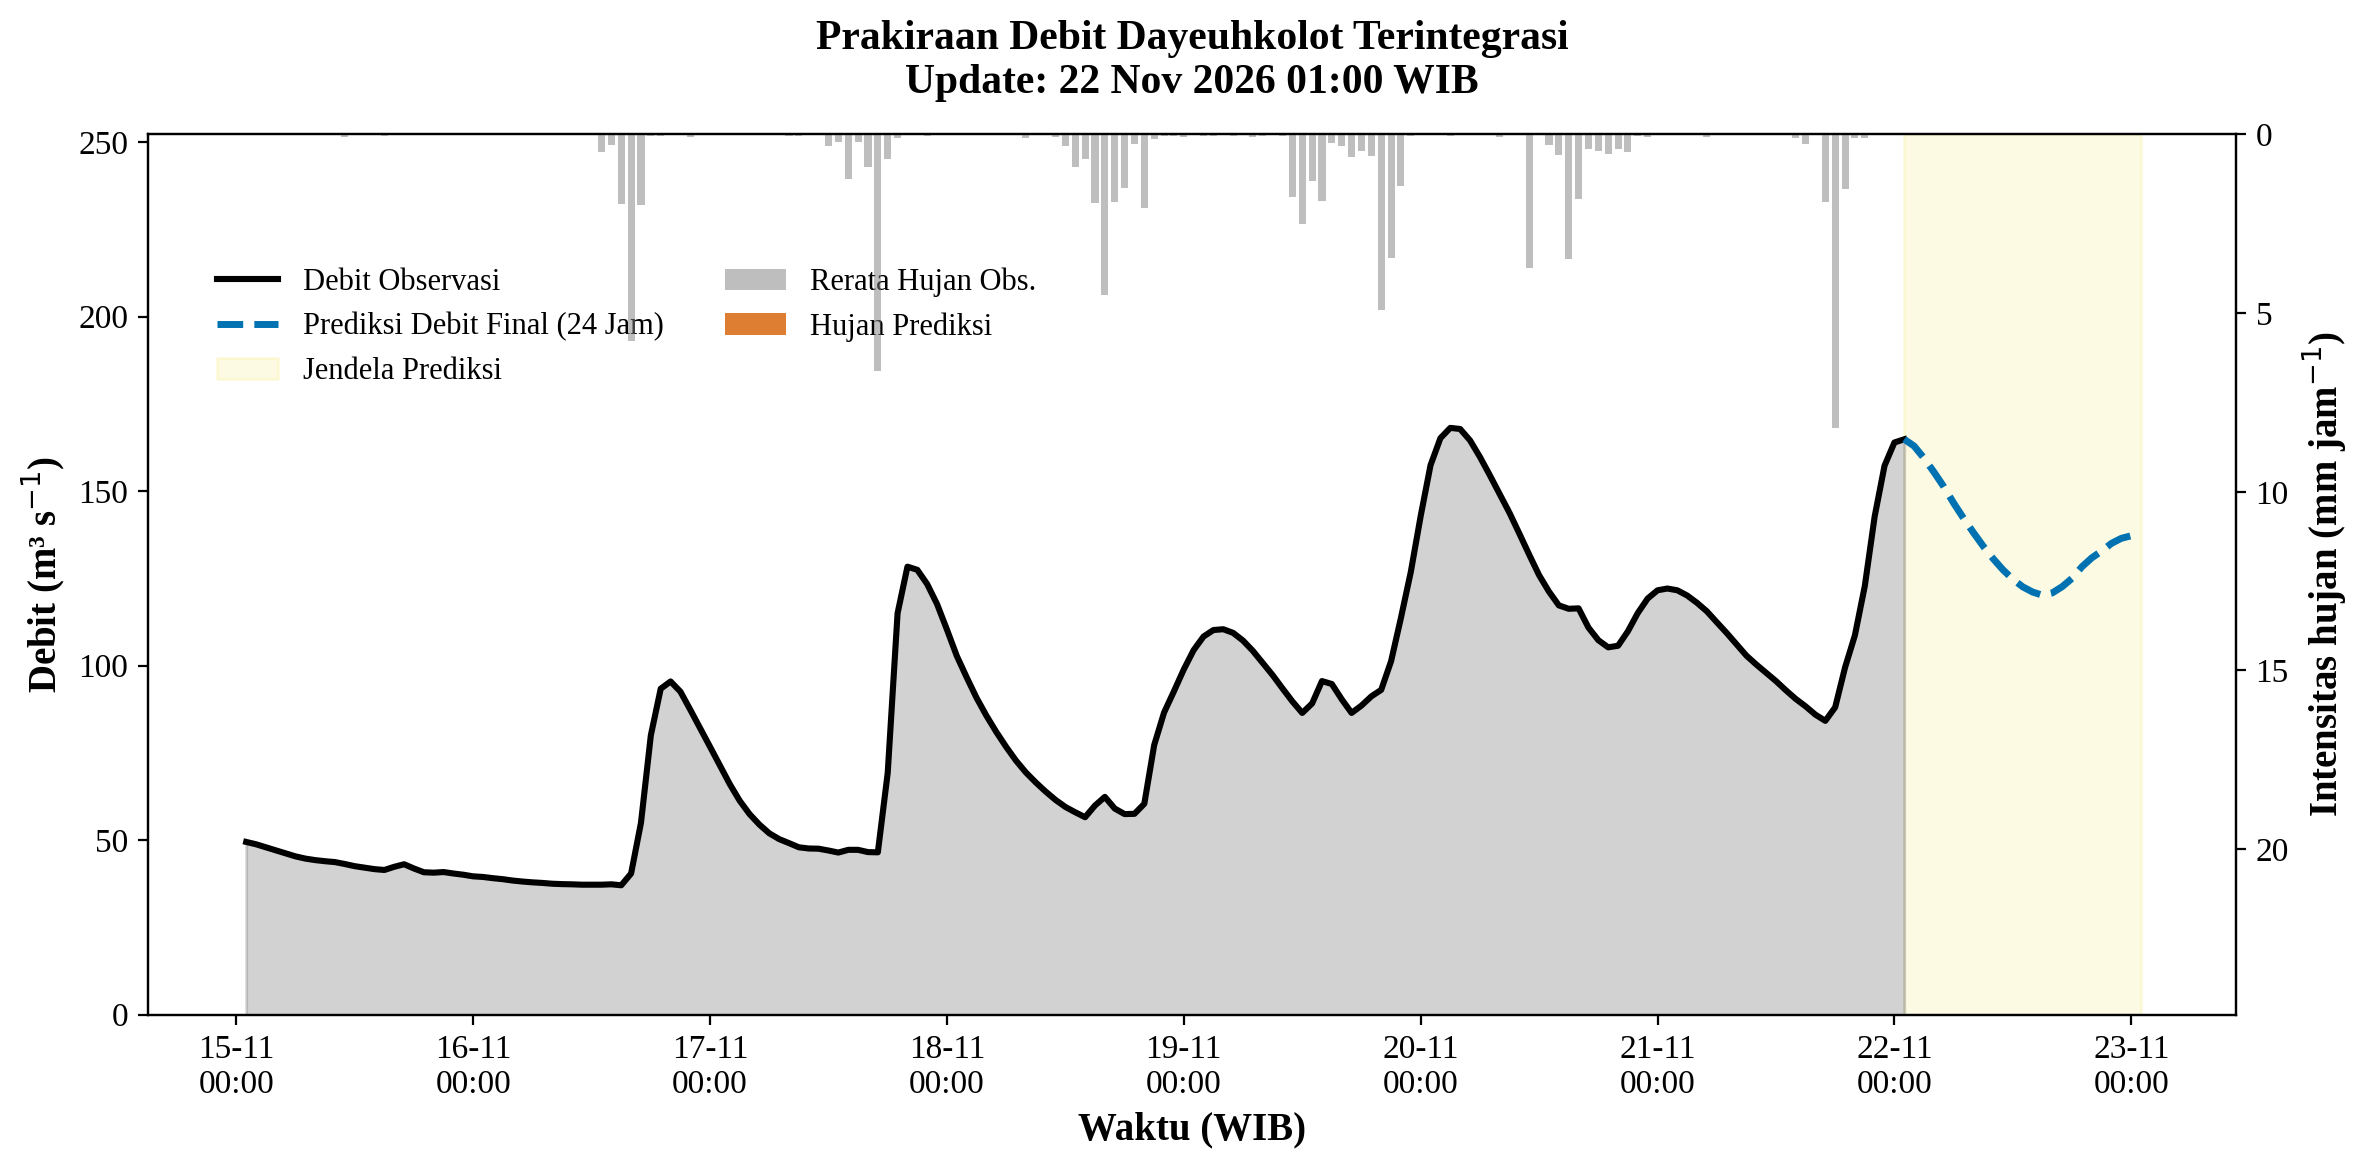 Prakiraan Debit Dayeuhkolot Terintegrasi
Update: 22 Nov 2026 01:00 WIB
Debit (m³ s⁻¹)
250
200
150
100
50
0
Debit Observasi
Prediksi Debit Final (24 Jam)
Jendela Prediksi
Rerata Hujan Obs.
Hujan Prediksi
0
5
10
15
20
Intensitas hujan (mm jam⁻¹)
15-11 16-11 17-11 18-11 19-11 20-11 21-11 22-11 23-11
00:00 00:00 00:00 00:00 00:00 00:00 00:00 00:00 00:00
Waktu (WIB)